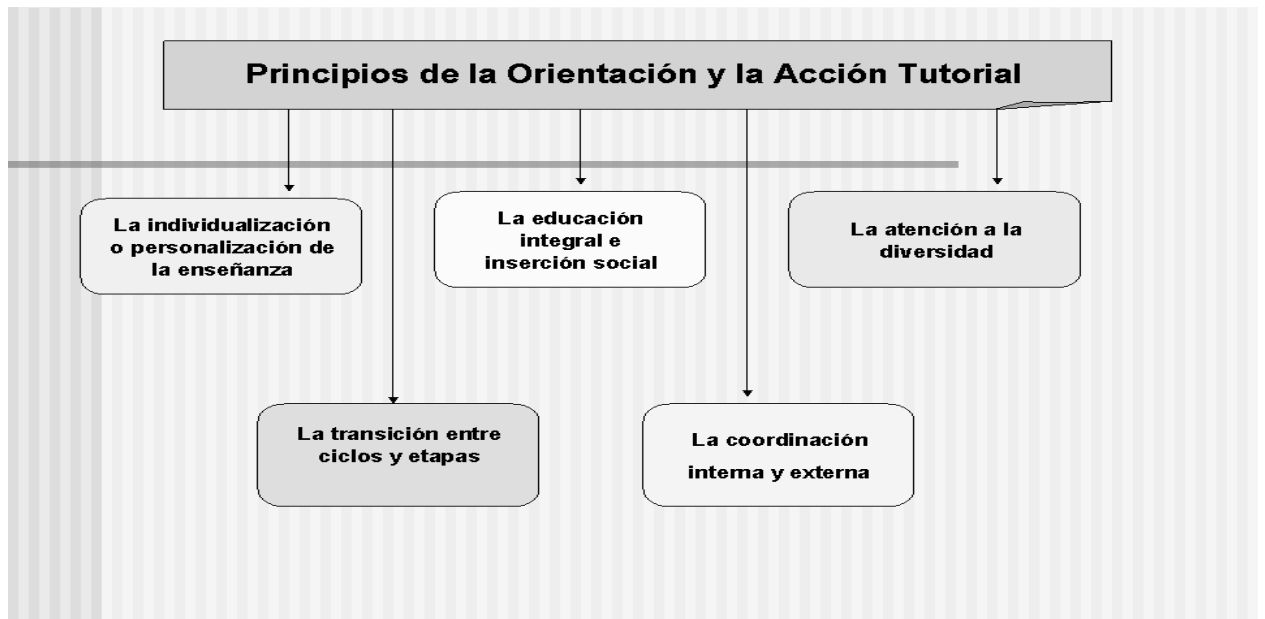 Principios de la Orientación y la Acción Tutorial
La individualización
o personalización de
la enseñanza
La educación
integral e
inserción social
La atención a la
diversidad
La transición entre
ciclos y etapas
La coordinación
interna y externa